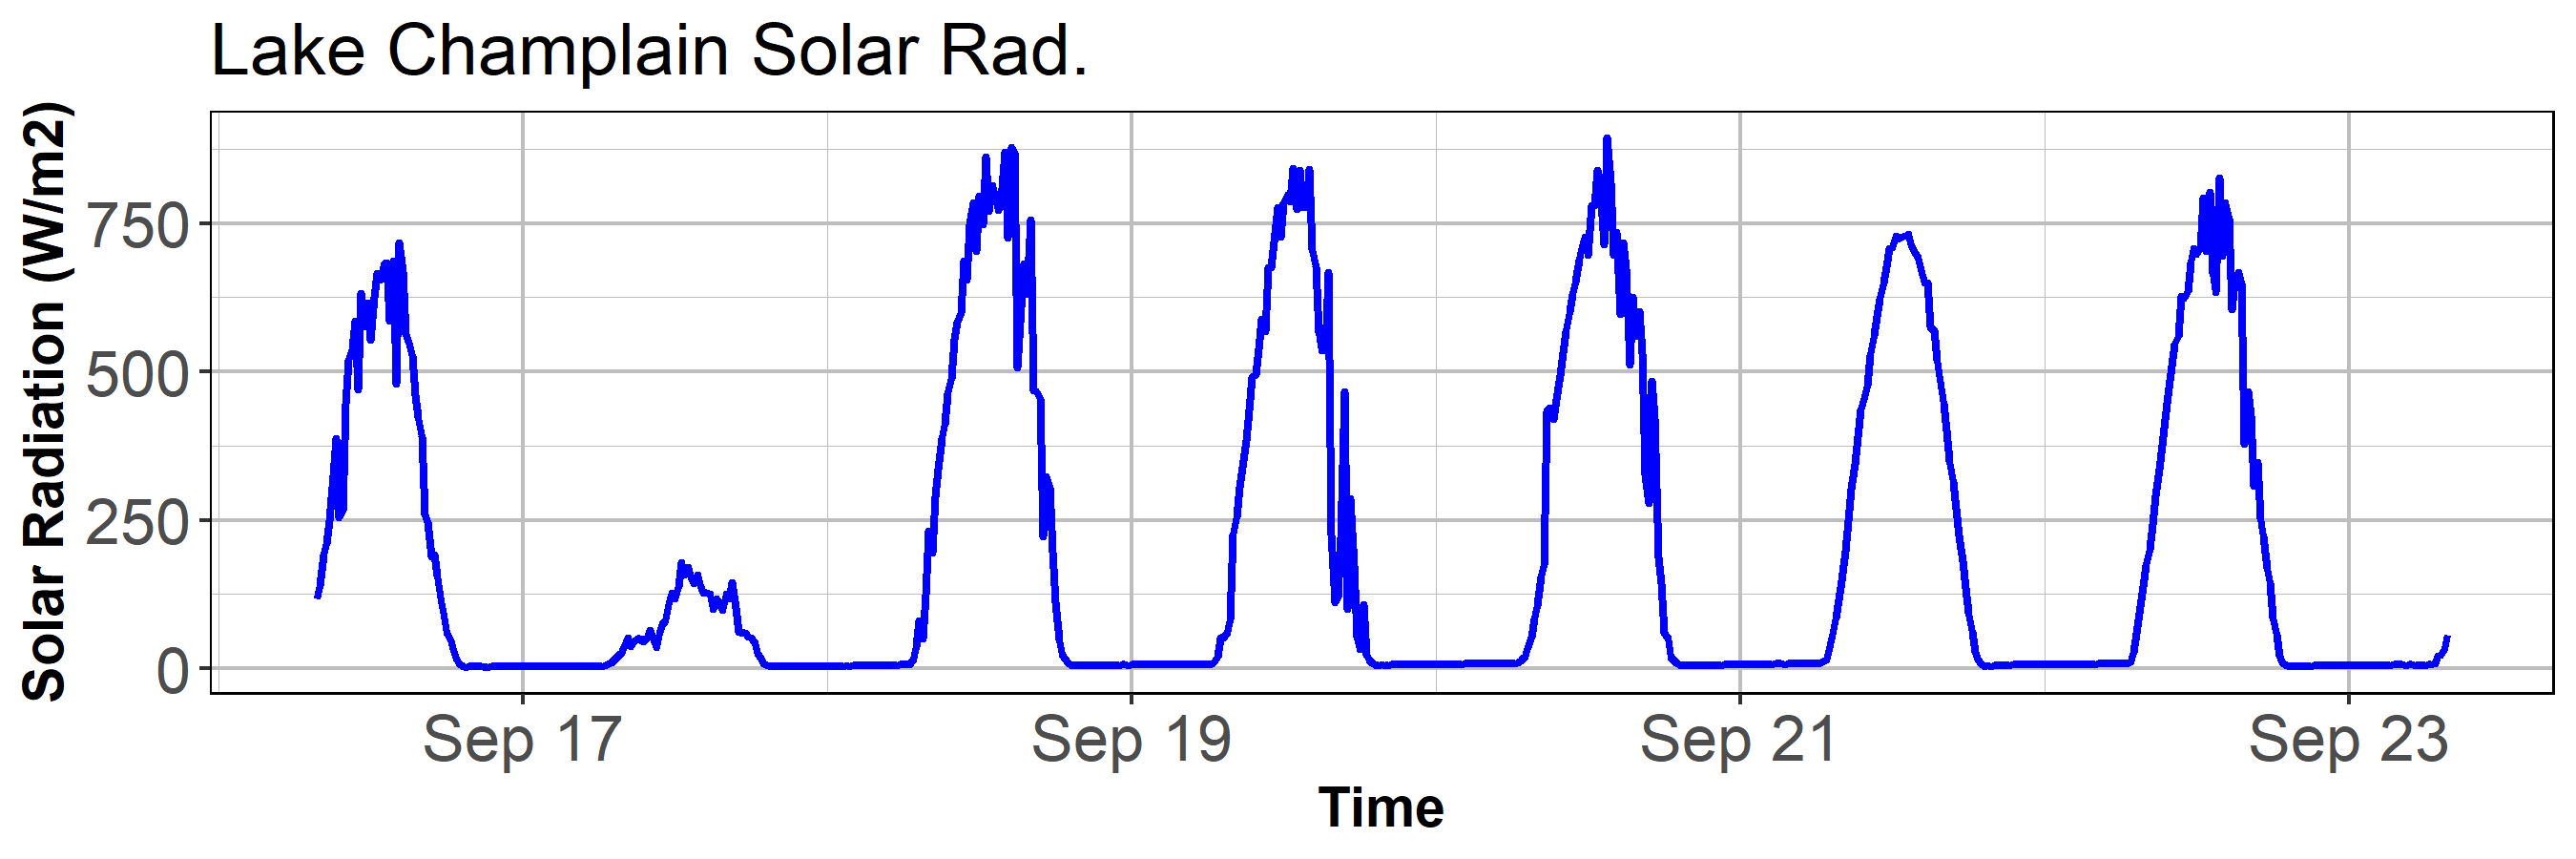 Lake Champlain Solar Rad.
Solar Radiation (W/m2)
750
500
250
0
Sep 17 Sep 19 Sep 21 Sep 23
Time